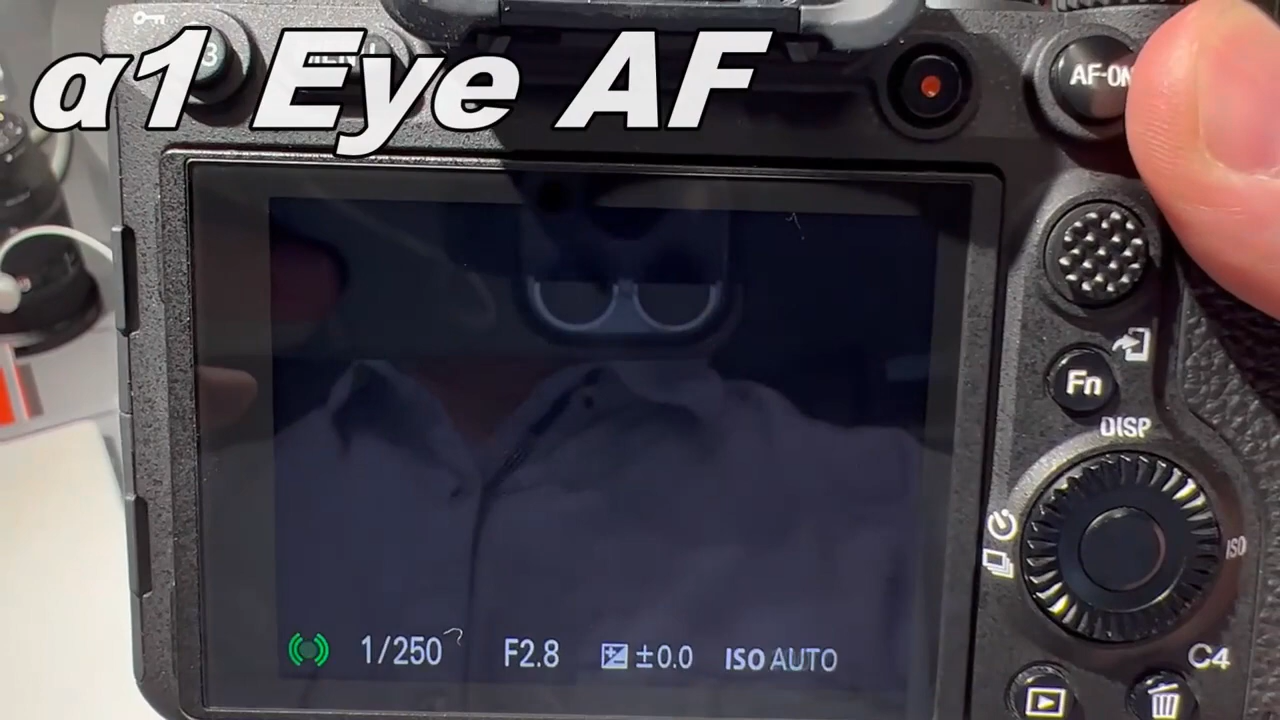 α1 Eye AF
AF-ON
Fn
DISP
ISO
1/250 F2.8 ±0.0 ISO AUTO
C4